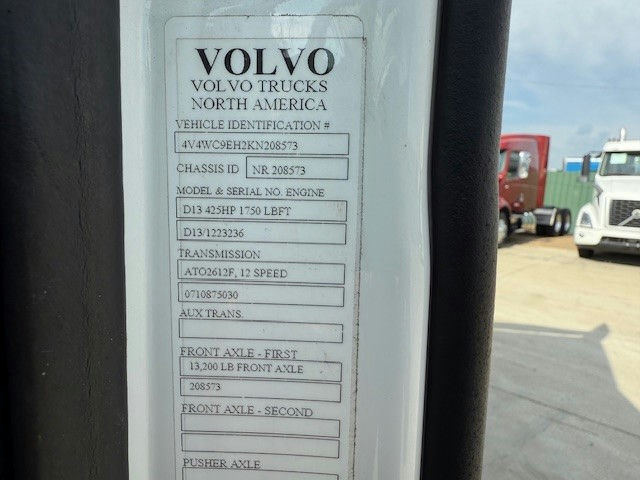 VOLVO
VOLVO TRUCKS
NORTH AMERICA
VEHICLE IDENTIFICATION #
4V4WC9EH2KN208573
CHASSIS ID NR 208573
MODEL & SERIAL NO. ENGINE
D13 425HP 1750 LBFT
D13/1223236
TRANSMISSION
ATO2612F, 12 SPEED
0710875030
AUX TRANS.
FRONT AXLE - FIRST
13,200 LB FRONT AXLE
208573
FRONT AXLE - SECOND
PUSHER AXLE